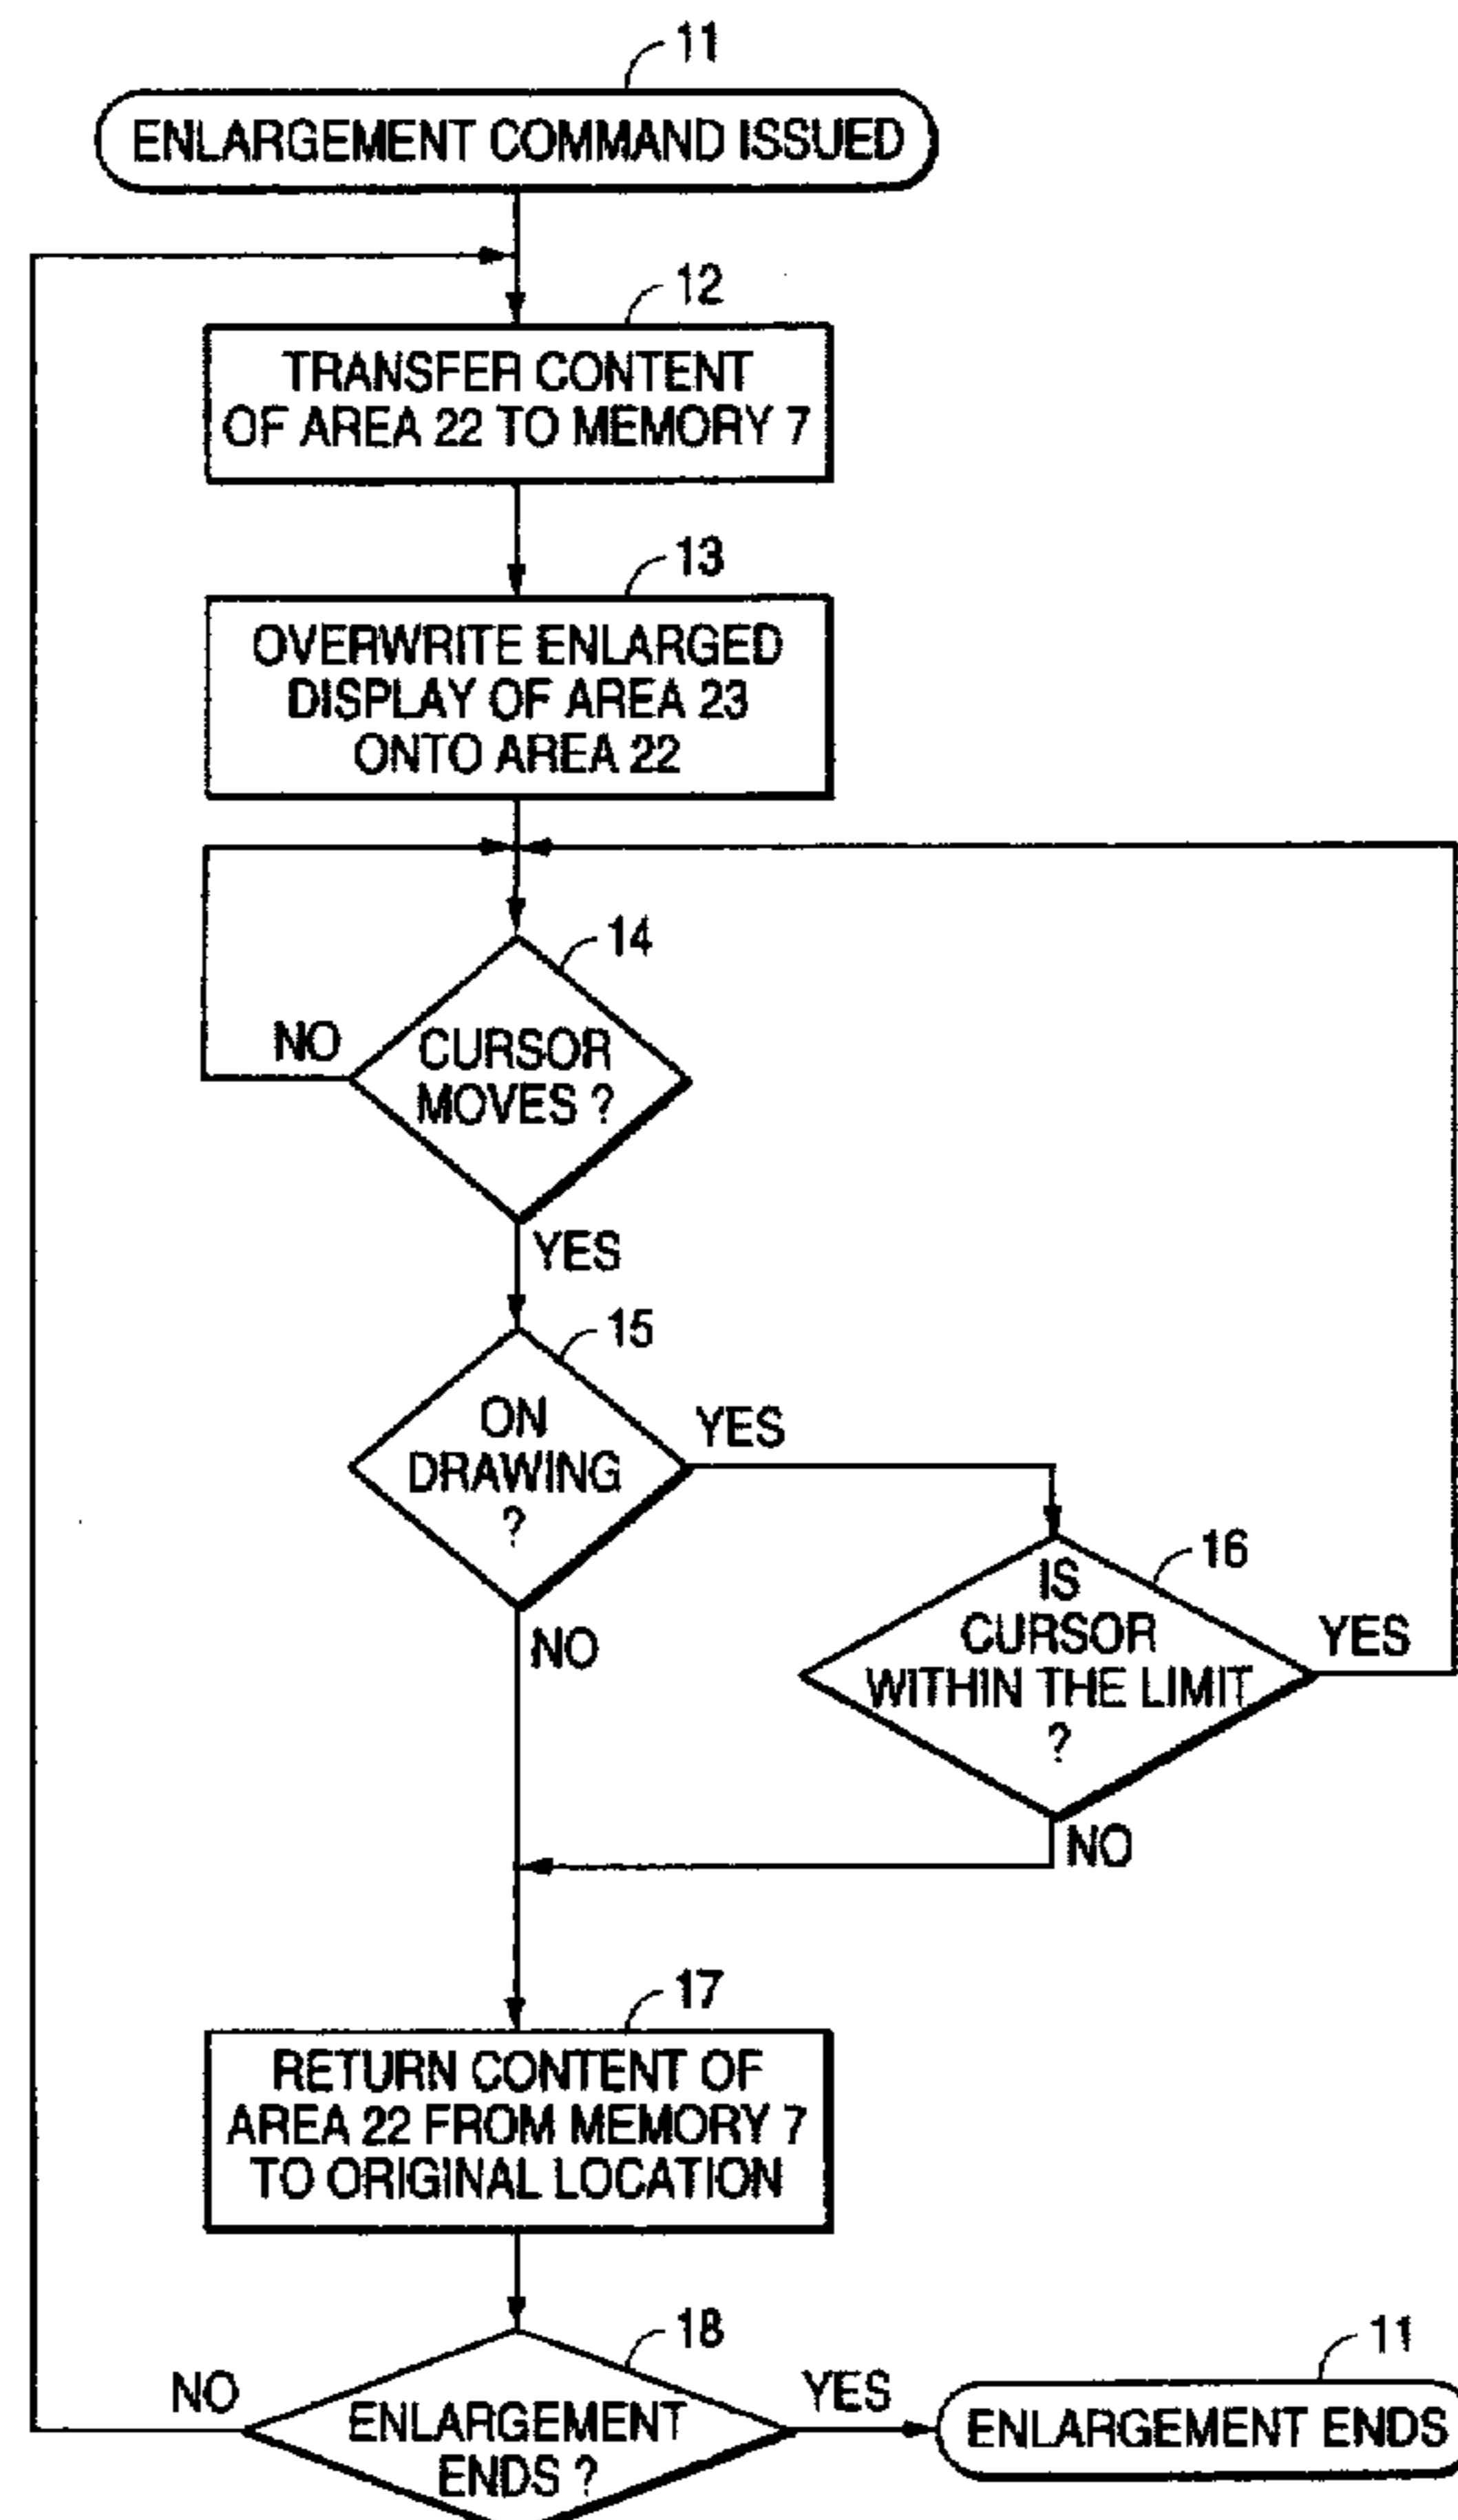 11
ENLARGEMENT COMMAND ISSUED
12
TRANSFER CONTENT
OF AREA 22 TO MEMORY 7
13
OVERWRITE ENLARGED
DISPLAY OF AREA 23
ONTO AREA 22
14
NO
CURSOR
MOVES ?
YES
15
ON
DRAWING
?
YES
NO
16
IS
CURSOR
WITHIN THE LIMIT
?
YES
NO
17
RETURN CONTENT OF
AREA 22 FROM MEMORY 7
TO ORIGINAL LOCATION
18
NO
ENLARGEMENT
ENDS ?
YES
11
ENLARGEMENT ENDS